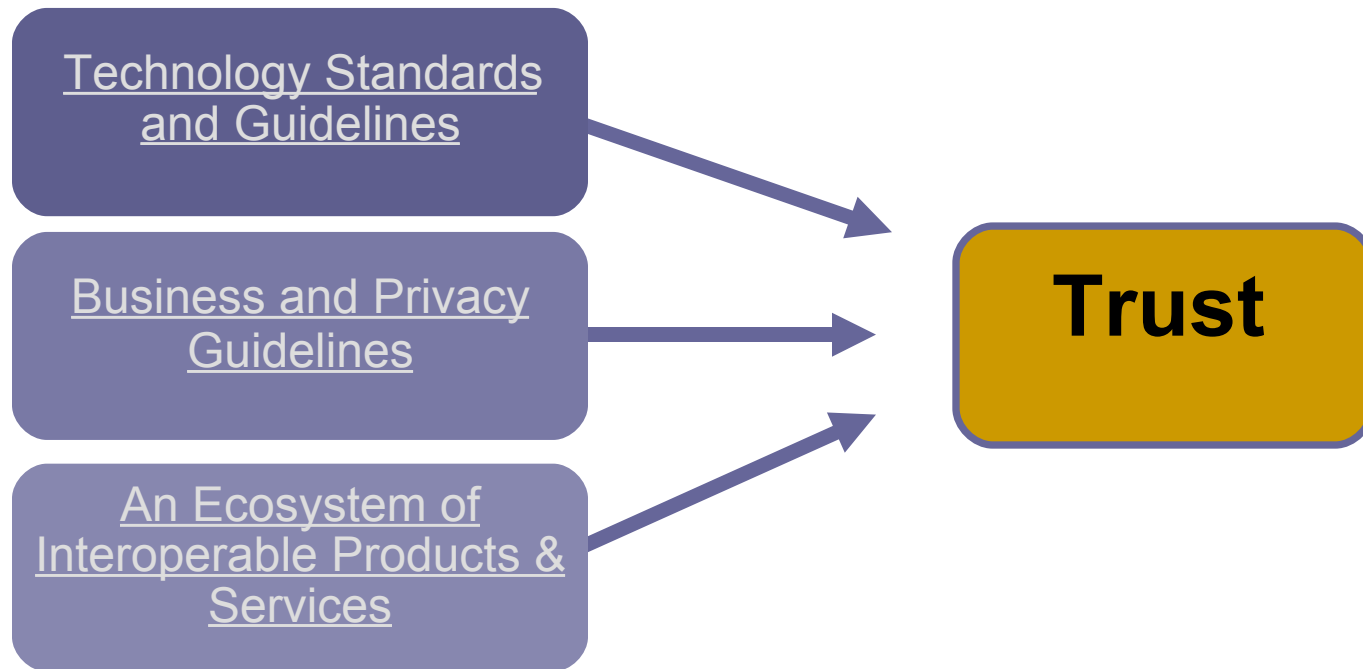 Technology Standards
and Guidelines
Business and Privacy
Guidelines
An Ecosystem of
Interoperable Products &
Services
Trust